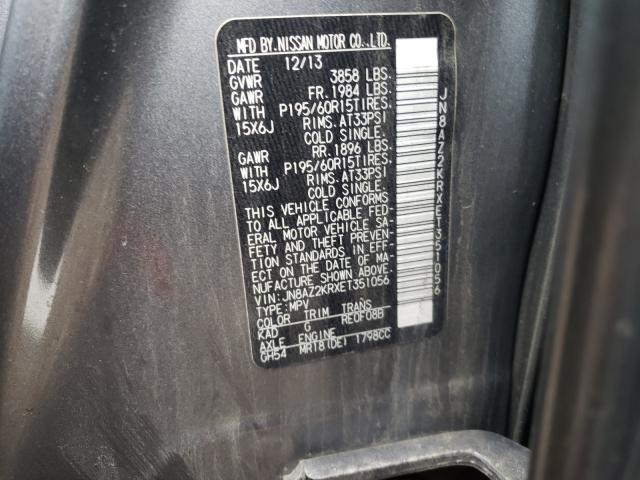 MFD BY.NISSAN MOTOR CO.,LTD.
DATE 12/13
GVWR 3858 LBS.
GAWR FR. 1984 LBS.
WITH P195/60R15TIRES.
15X6J RIMS. AT33PSI
COLD SINGLE.
GAWR RR. 1896 LBS.
WITH P195/60R15TIRES.
15X6J RIMS. AT33PSI
COLD SINGLE.
THIS VEHICLE CONFORMS
TO ALL APPLICABLE FED-
ERAL MOTOR VEHICLE SA-
FETY AND THEFT PREVEN-
TION STANDARDS IN EFF-
ECT ON THE DATE OF MA-
NUFACTURE SHOWN ABOVE.
VIN: JN8AZ2KRXET351056
TYPE: MPV
COLOR TRIM TRANS
KAD G RE0F08B
AXLE ENGINE
GH54 MR18(DE) 1798CC
JN8AZ2KRXET351056